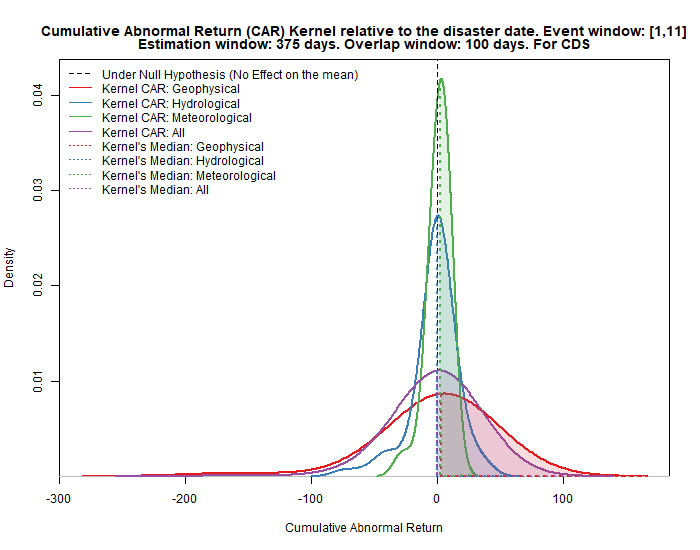 Cumulative Abnormal Return (CAR) Kernel relative to the disaster date. Event window: [1,11]
Estimation window: 375 days. Overlap window: 100 days. For CDS
Under Null Hypothesis (No Effect on the mean)
Kernel CAR: Geophysical
Kernel CAR: Hydrological
Kernel CAR: Meteorological
Kernel CAR: All
Kernel's Median: Geophysical
Kernel's Median: Hydrological
Kernel's Median: Meteorological
Kernel's Median: All
0.04
0.03
0.02
0.01
Density
-300
-200
-100
0
100
Cumulative Abnormal Return